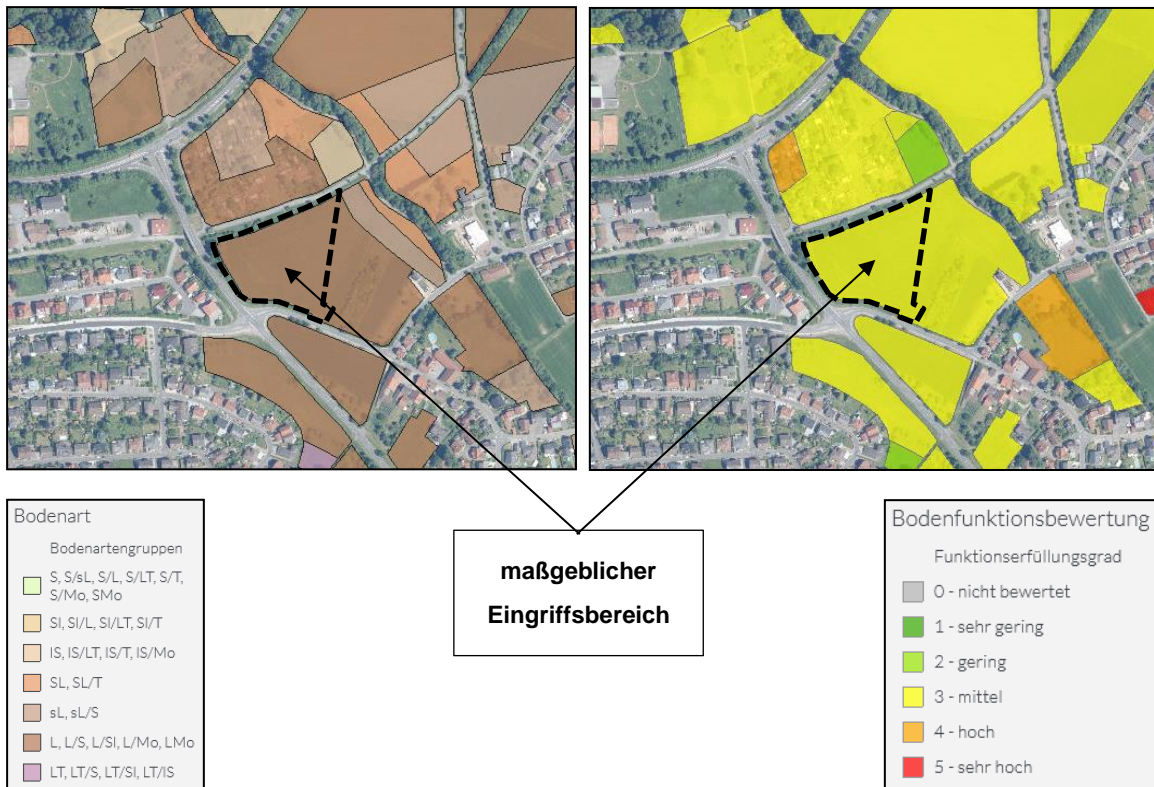 maßgeblicher
Eingriffsbereich
Bodenart
Bodenartengruppen
S, S/sL, S/L, S/LT, S/T,
S/Mo, SMo
Sl, Sl/L, Sl/LT, Sl/T
lS, lS/LT, lS/T, lS/Mo
SL, SL/T
sL, sL/S
L, L/S, L/Sl, L/Mo, LMo
LT, LT/S, LT/Sl, LT/lS
Bodenfunktionsbewertung
Funktionserfüllungsgrad
0 - nicht bewertet
1 - sehr gering
2 - gering
3 - mittel
4 - hoch
5 - sehr hoch